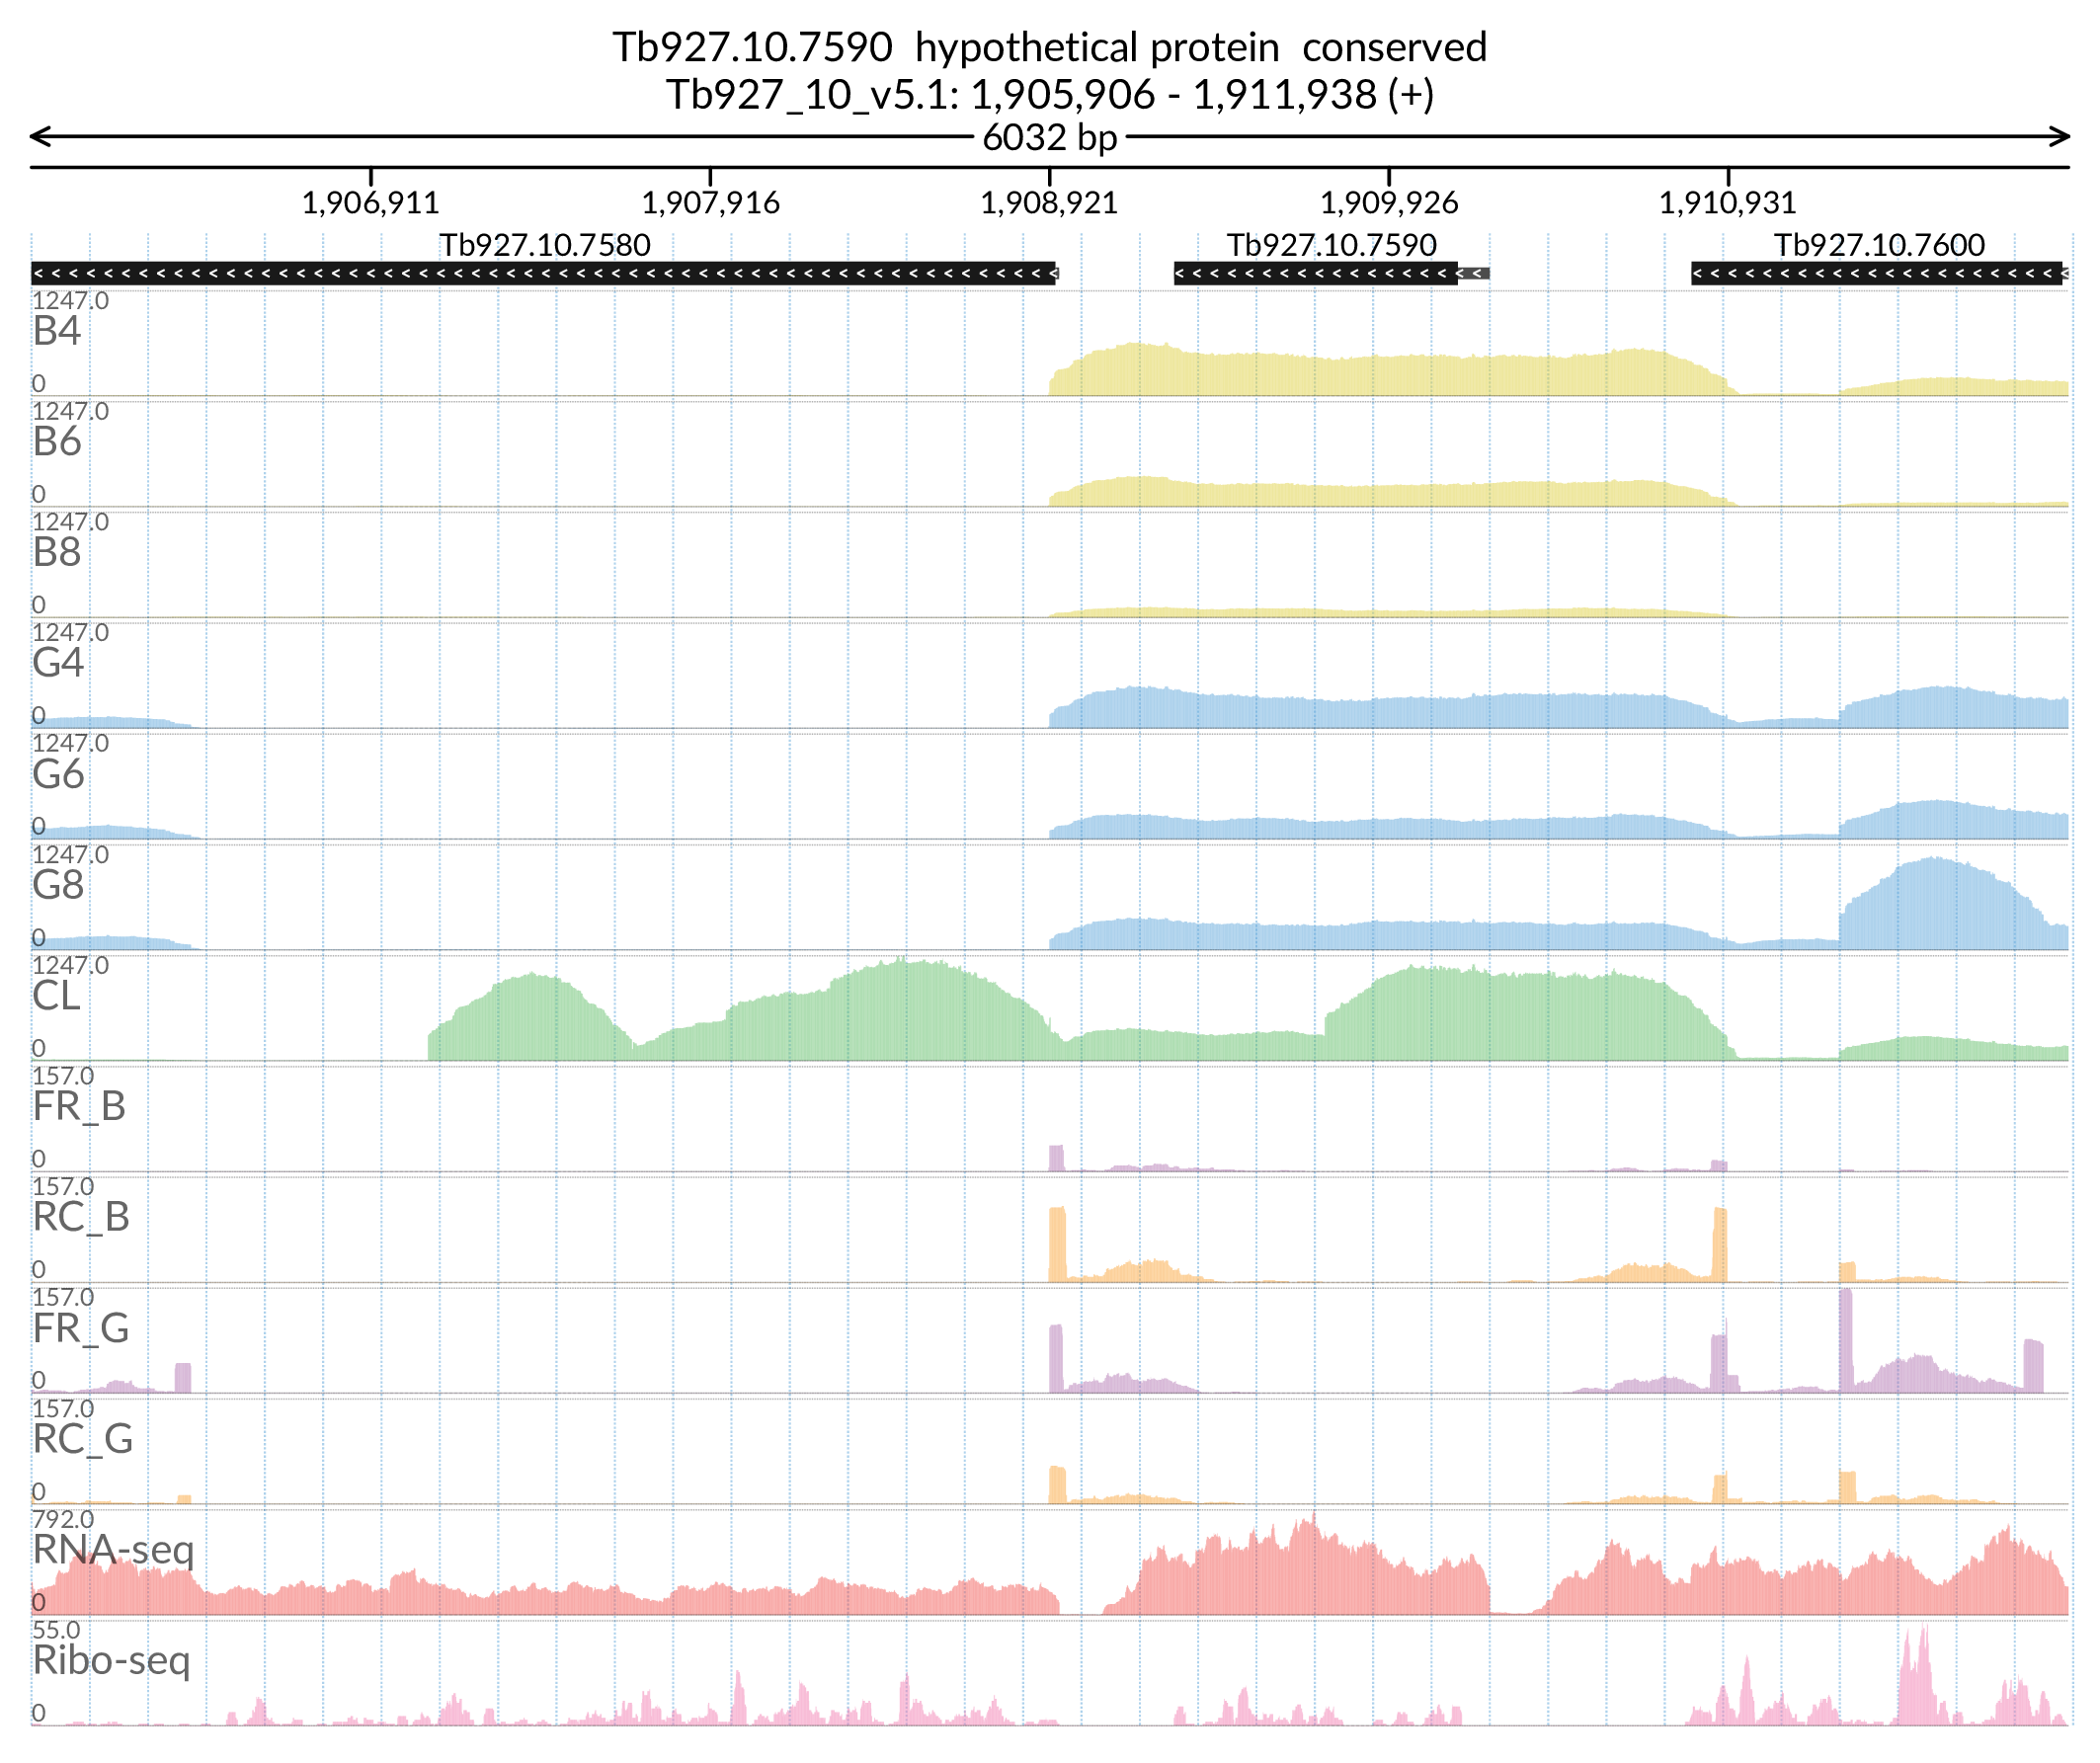 Tb927.10.7590 hypothetical protein conserved
Tb927_10_v5.1: 1,905,906 - 1,911,938 (+)
6032 bp
1,906,911 1,907,916 1,908,921 1,909,926 1,910,931
Tb927.10.7580 Tb927.10.7590 Tb927.10.7600
1247.0
B4
0
1247.0
B6
0
1247.0
B8
0
1247.0
G4
0
1247.0
G6
0
1247.0
G8
0
1247.0
CL
0
157.0
FR_B
0
157.0
RC_B
0
157.0
FR_G
0
157.0
RC_G
0
792.0
RNA-seq
0
55.0
Ribo-seq
0